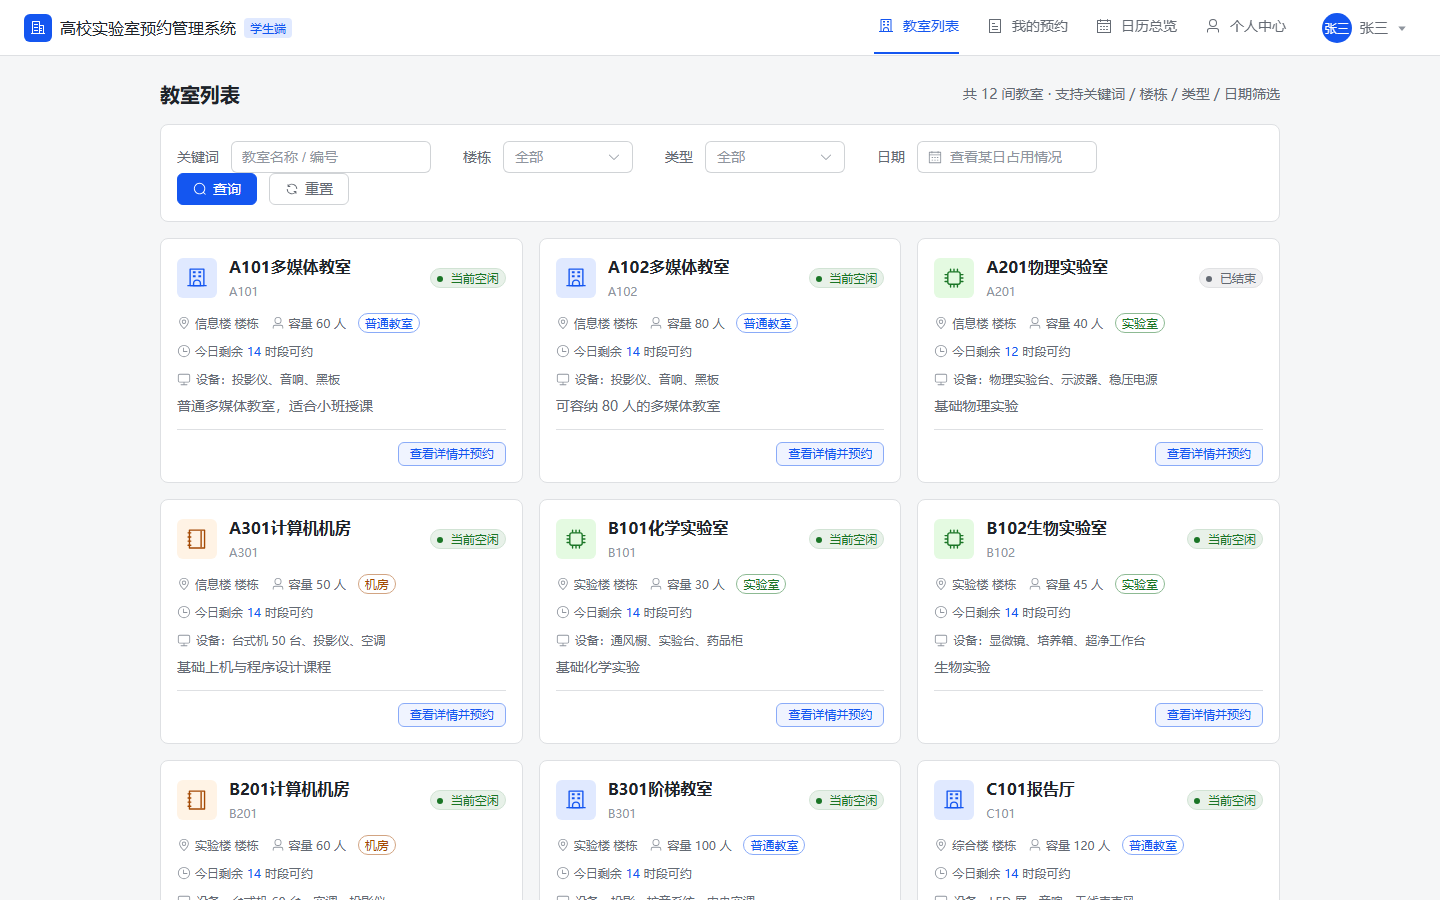 高校实验室预约管理系统 学生端 教室列表 我的预约 日历总览 个人中心 张三 张三
教室列表 共 12 间教室 · 支持关键词 / 楼栋 / 类型 / 日期筛选
关键词 教室名称 / 编号 楼栋 全部 类型 全部 日期 查看某日占用情况
查询 重置
A101多媒体教室 当前空闲
A101
信息楼 楼栋 容量 60 人 普通教室
今日剩余 14 时段可约
设备：投影仪、音响、黑板
普通多媒体教室，适合小班授课
查看详情并预约
A102多媒体教室 当前空闲
A102
信息楼 楼栋 容量 80 人 普通教室
今日剩余 14 时段可约
设备：投影仪、音响、黑板
可容纳 80 人的多媒体教室
查看详情并预约
A201物理实验室 已结束
A201
信息楼 楼栋 容量 40 人 实验室
今日剩余 12 时段可约
设备：物理实验台、示波器、稳压电源
基础物理实验
查看详情并预约
A301计算机机房 当前空闲
A301
信息楼 楼栋 容量 50 人 机房
今日剩余 14 时段可约
设备：台式机 50 台、投影仪、空调
基础上机与程序设计课程
查看详情并预约
B101化学实验室 当前空闲
B101
实验楼 楼栋 容量 30 人 实验室
今日剩余 14 时段可约
设备：通风橱、实验台、药品柜
基础化学实验
查看详情并预约
B102生物实验室 当前空闲
B102
实验楼 楼栋 容量 45 人 实验室
今日剩余 14 时段可约
设备：显微镜、培养箱、超净工作台
生物实验
查看详情并预约
B201计算机机房 当前空闲
B201
实验楼 楼栋 容量 60 人 机房
今日剩余 14 时段可约
B301阶梯教室 当前空闲
B301
实验楼 楼栋 容量 100 人 普通教室
今日剩余 14 时段可约
C101报告厅 当前空闲
C101
综合楼 楼栋 容量 120 人 普通教室
今日剩余 14 时段可约